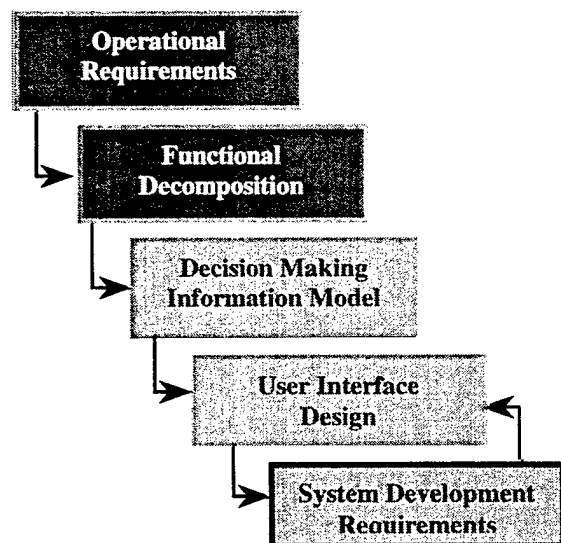 Operational
Requirements
Functional
Decomposition
Decision Making
Information Model
User Interface
Design
System Development
Requirements